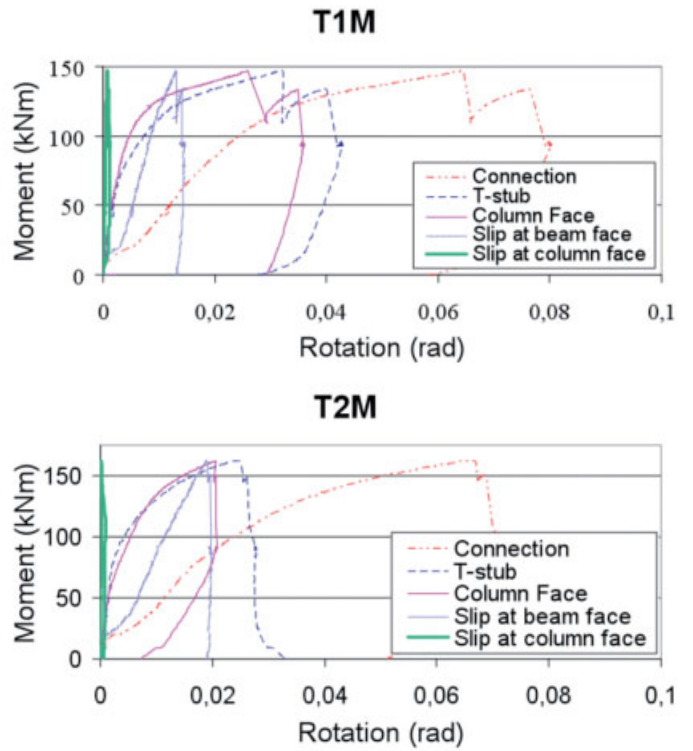 T1M
Moment (kNm)
150
100
50
0
Connection
T-stub
Column Face
Slip at beam face
Slip at column face
0 0,02 0,04 0,06 0,08 0,1
Rotation (rad)
T2M
Moment (kNm)
150
100
50
0
Connection
T-stub
Column Face
Slip at beam face
Slip at column face
0 0,02 0,04 0,06 0,08 0,1
Rotation (rad)